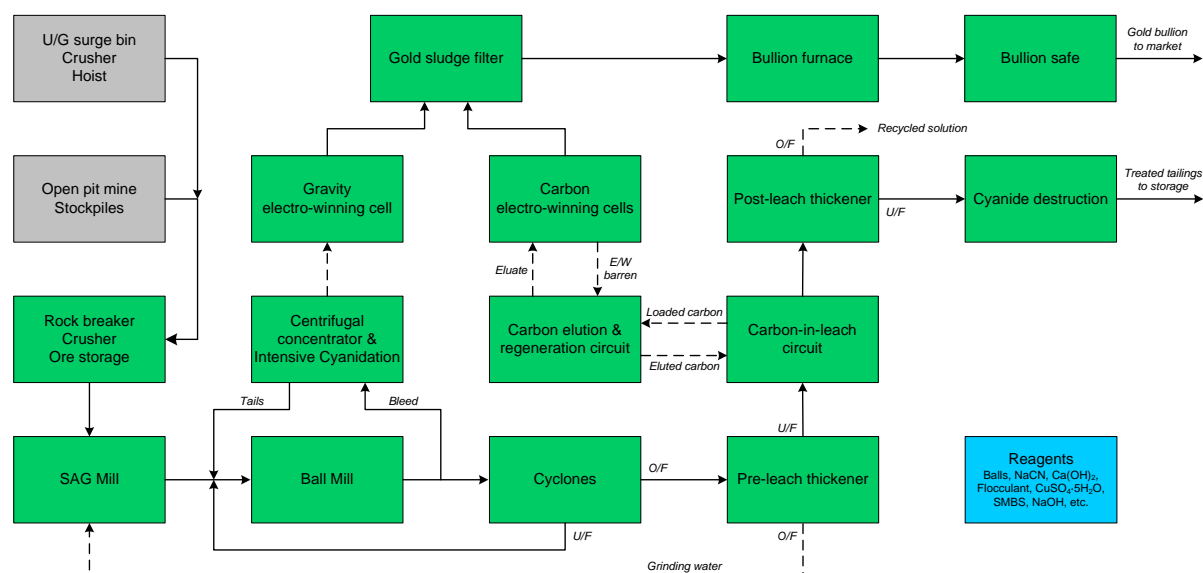 U/G surge bin
Crusher
Hoist
Gold sludge filter
Bullion furnace
Bullion safe
Gold bullion
to market
Open pit mine
Stockpiles
Gravity
electro-winning cell
Carbon
electro-winning cells
O/F
Recycled solution
Post-leach thickener
U/F
Cyanide destruction
Treated tailings
to storage
Eluate
E/W
barren
Rock breaker
Crusher
Ore storage
Centrifugal
concentrator &
Intensive Cyanidation
Carbon elution &
regeneration circuit
Loaded carbon
Eluted carbon
Carbon-in-leach
circuit
Tails
Bleed
U/F
SAG Mill
Ball Mill
Cyclones
O/F
Pre-leach thickener
Reagents
Balls, NaCN, Ca(OH)₂,
Flocculant, CuSO₄·5H₂O,
SMBS, NaOH, etc.
U/F
O/F
Grinding water